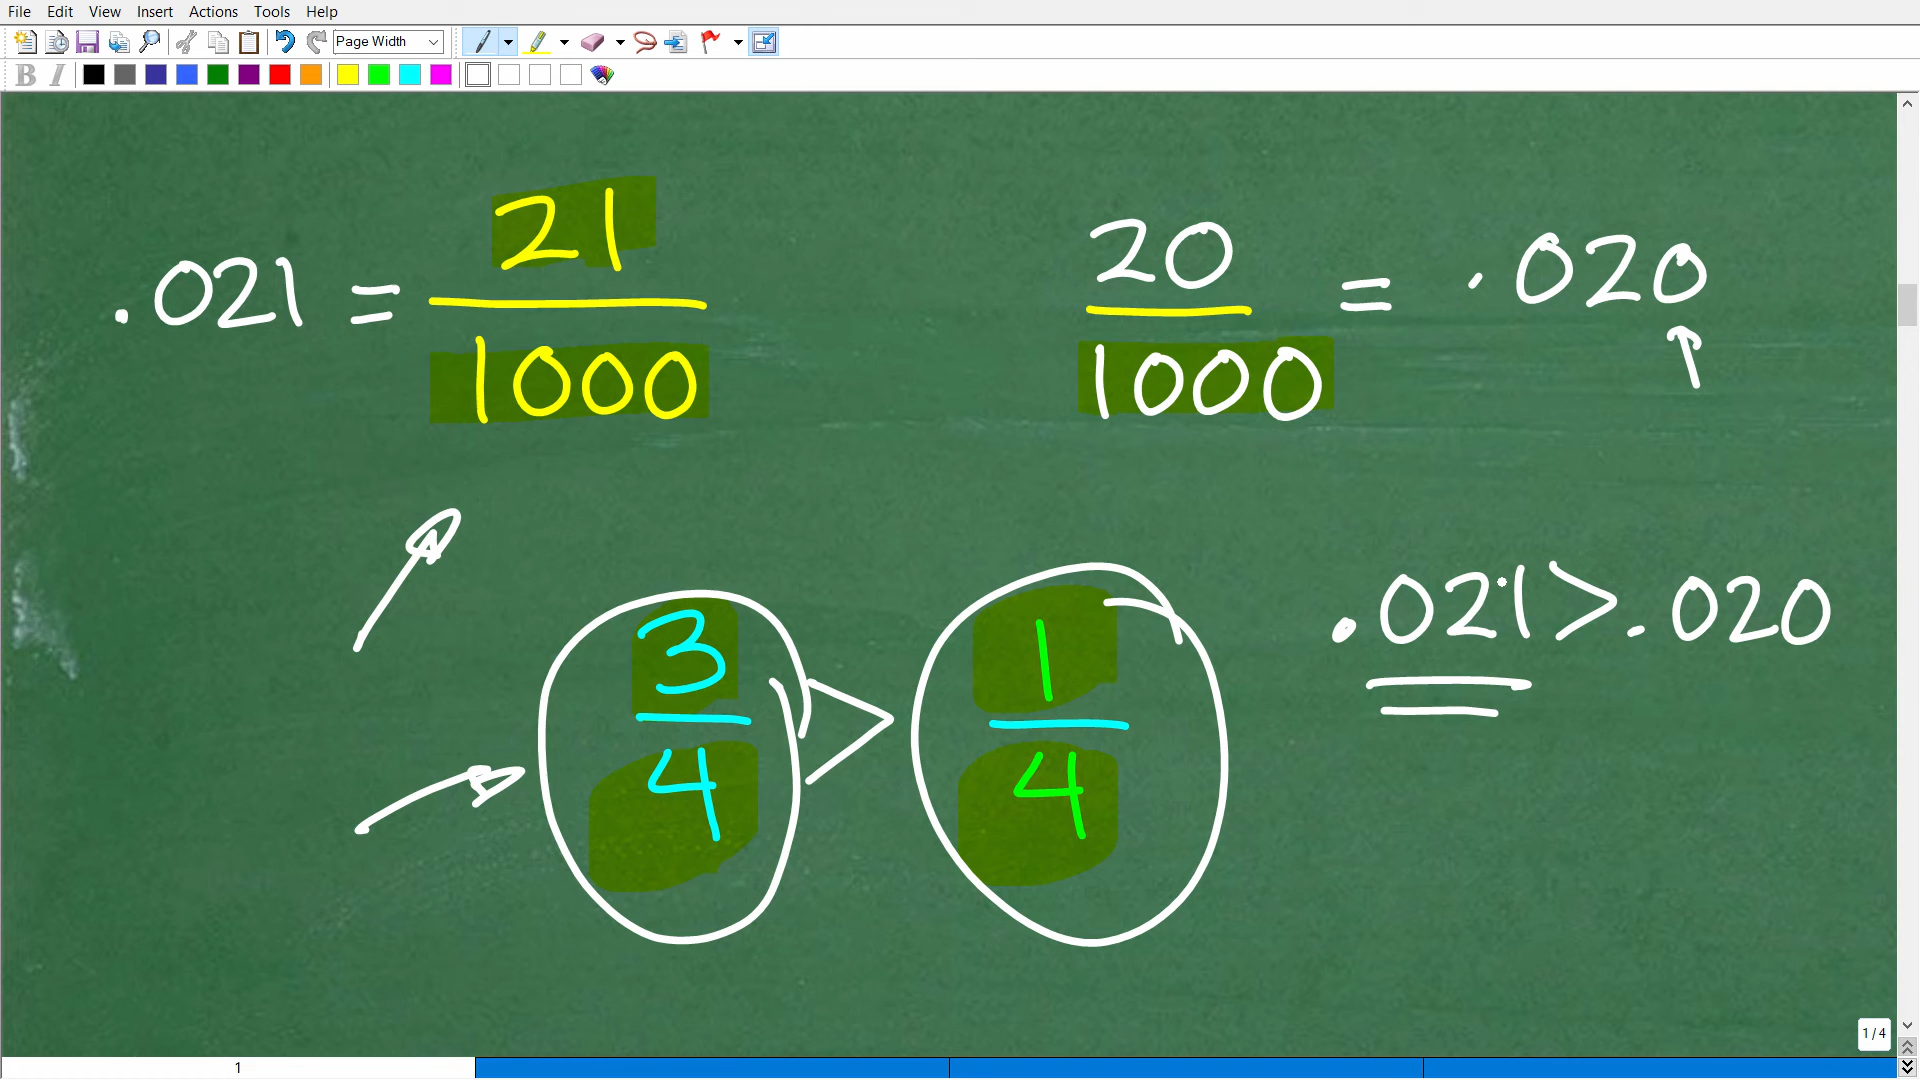 File Edit View Insert Actions Tools Help
Page Width
B I
.021 = 21/1000
20/1000 = .020
3/4 > 1/4
.021 > .020
1 / 4
1